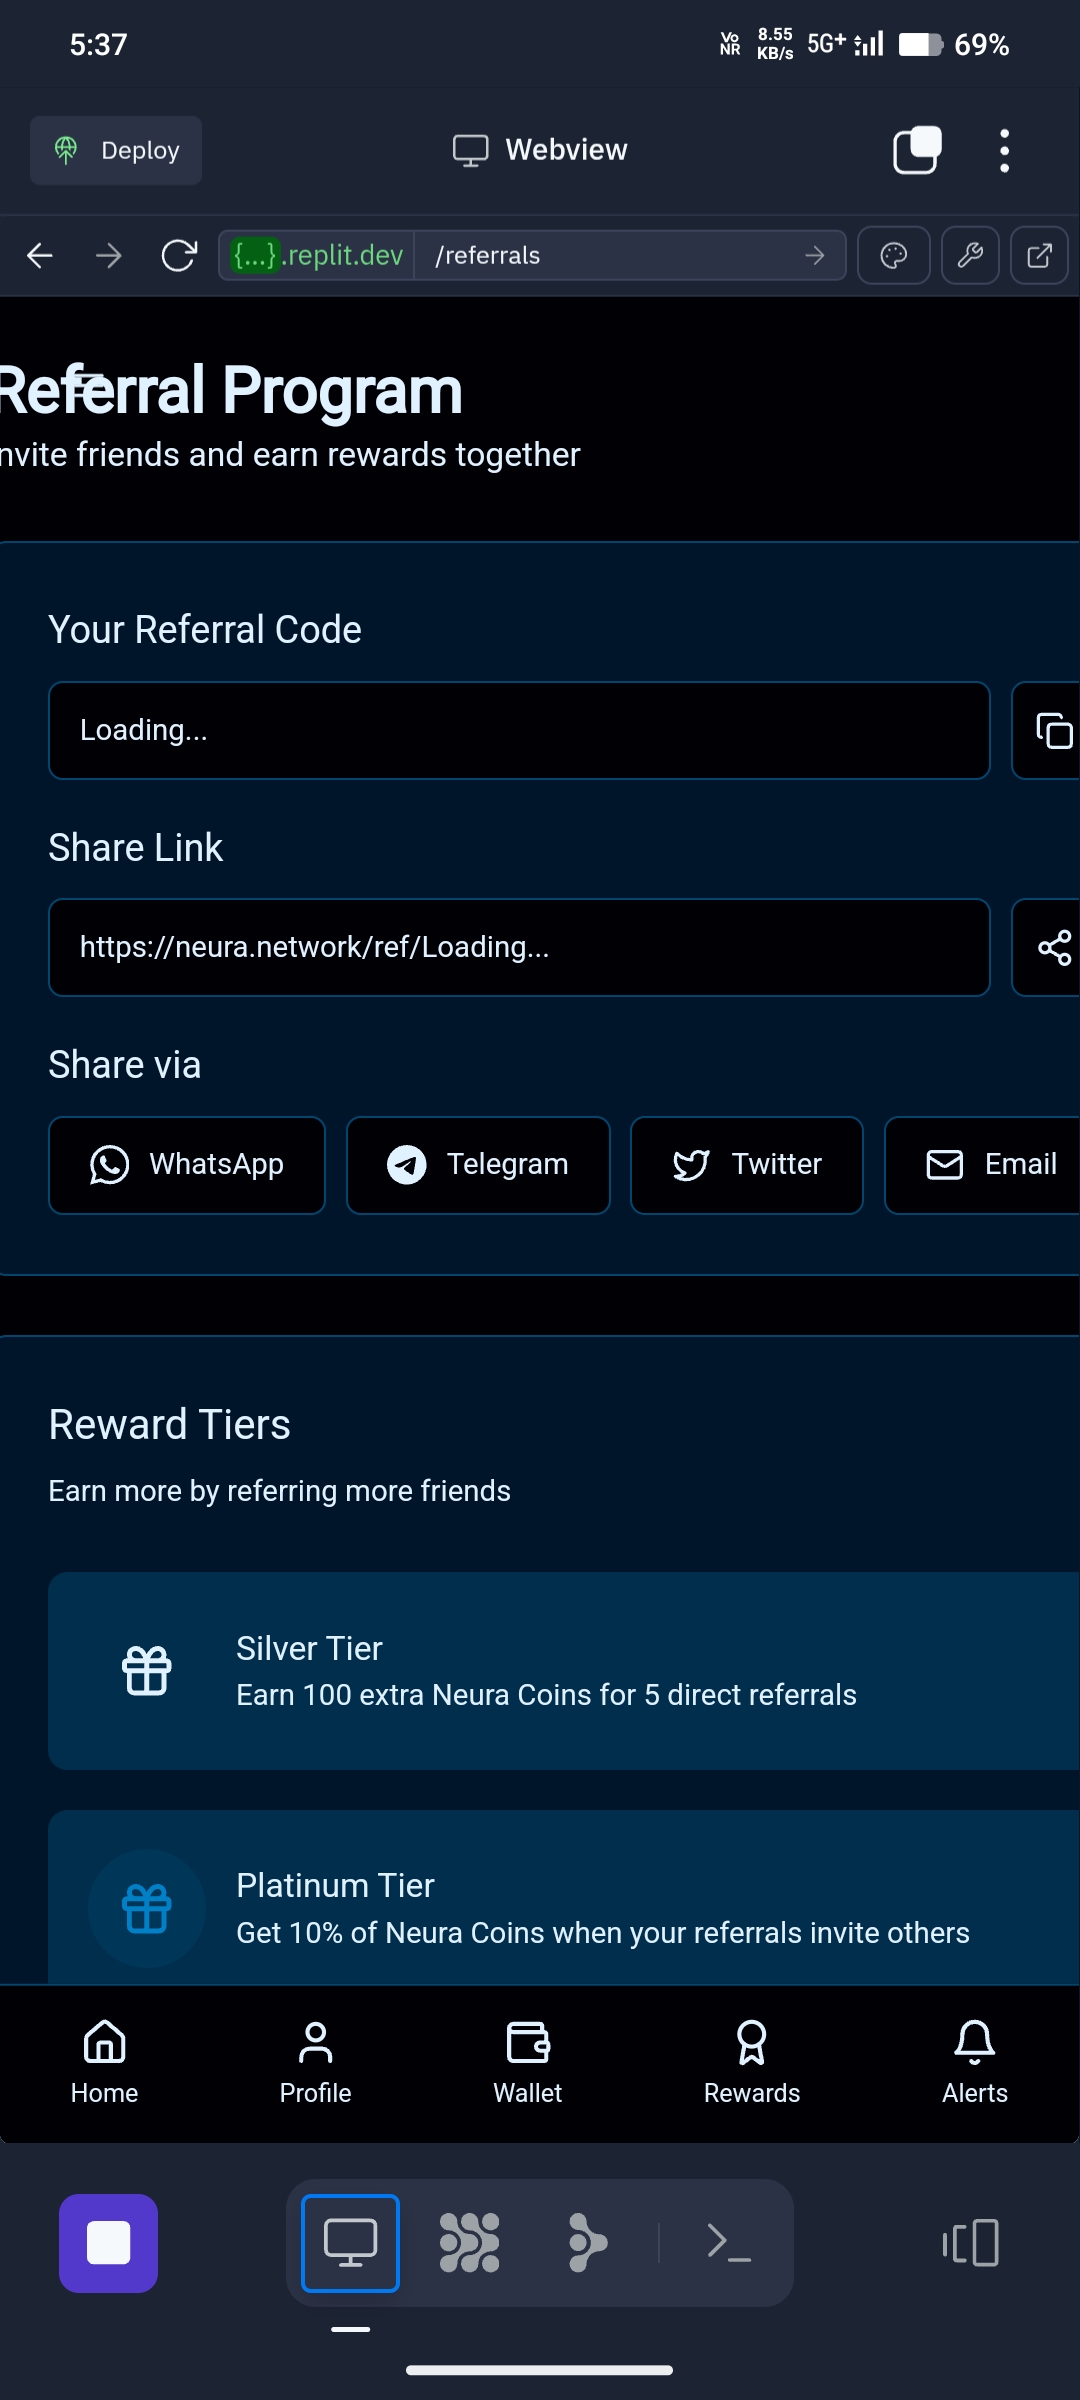 5:37
Vo
NR
8.55
KB/s
5G+
69%
Deploy
Webview
{...}.replit.dev
/referrals
Referral Program
nvite friends and earn rewards together
Your Referral Code
Loading...
Share Link
https://neura.network/ref/Loading...
Share via
WhatsApp
Telegram
Twitter
Email
Reward Tiers
Earn more by referring more friends
Silver Tier
Earn 100 extra Neura Coins for 5 direct referrals
Platinum Tier
Get 10% of Neura Coins when your referrals invite others
Home
Profile
Wallet
Rewards
Alerts